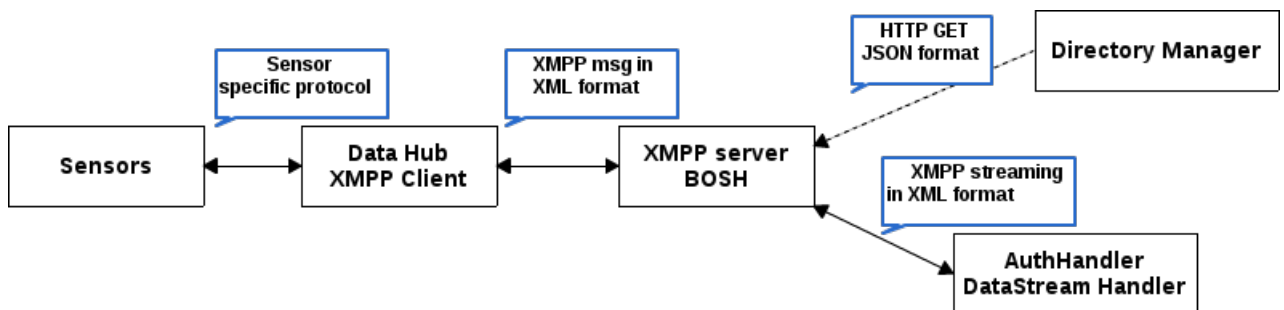 HTTP GET
JSON format
Directory Manager
Sensor
specific protocol
XMPP msg in
XML format
Sensors
Data Hub
XMPP Client
XMPP server
BOSH
XMPP streaming
in XML format
AuthHandler
DataStream Handler